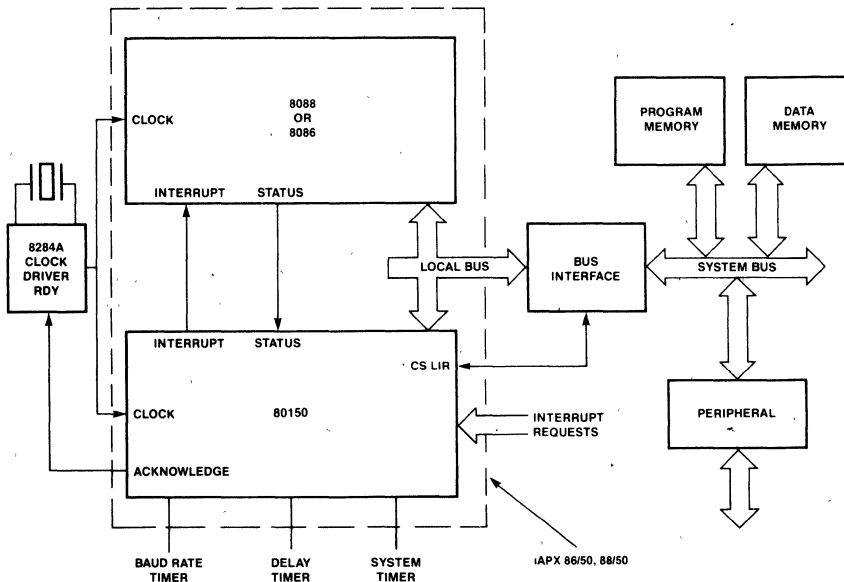 8088
OR
8086
CLOCK
INTERRUPT STATUS
PROGRAM
MEMORY
DATA
MEMORY
8284A
CLOCK
DRIVER
RDY
LOCAL BUS
BUS
INTERFACE
SYSTEM BUS
INTERRUPT STATUS
CS LIR
CLOCK
80150
INTERRUPT
REQUESTS
PERIPHERAL
ACKNOWLEDGE
BAUD RATE
TIMER
DELAY
TIMER
SYSTEM
TIMER
iAPX 86/50, 88/50